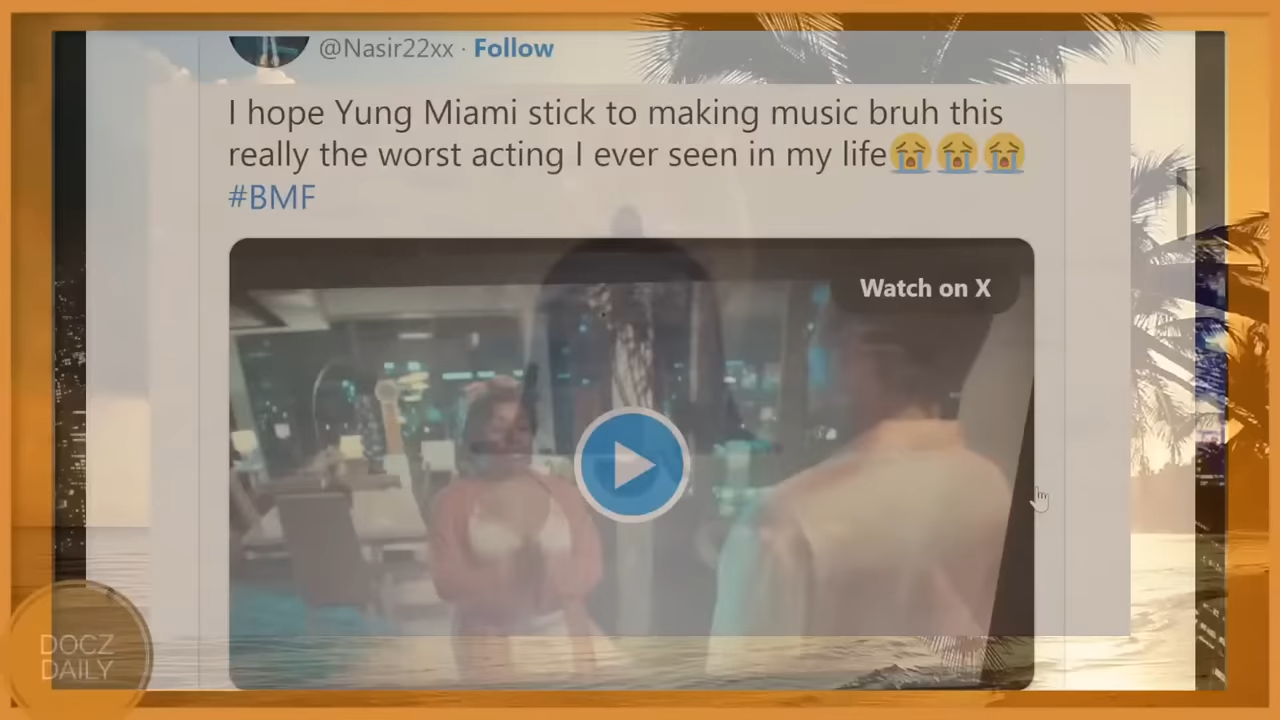 @Nasir22xx · Follow
I hope Yung Miami stick to making music bruh this
really the worst acting I ever seen in my life😭😭😭
#BMF
Watch on X
DOCZ
DAILY